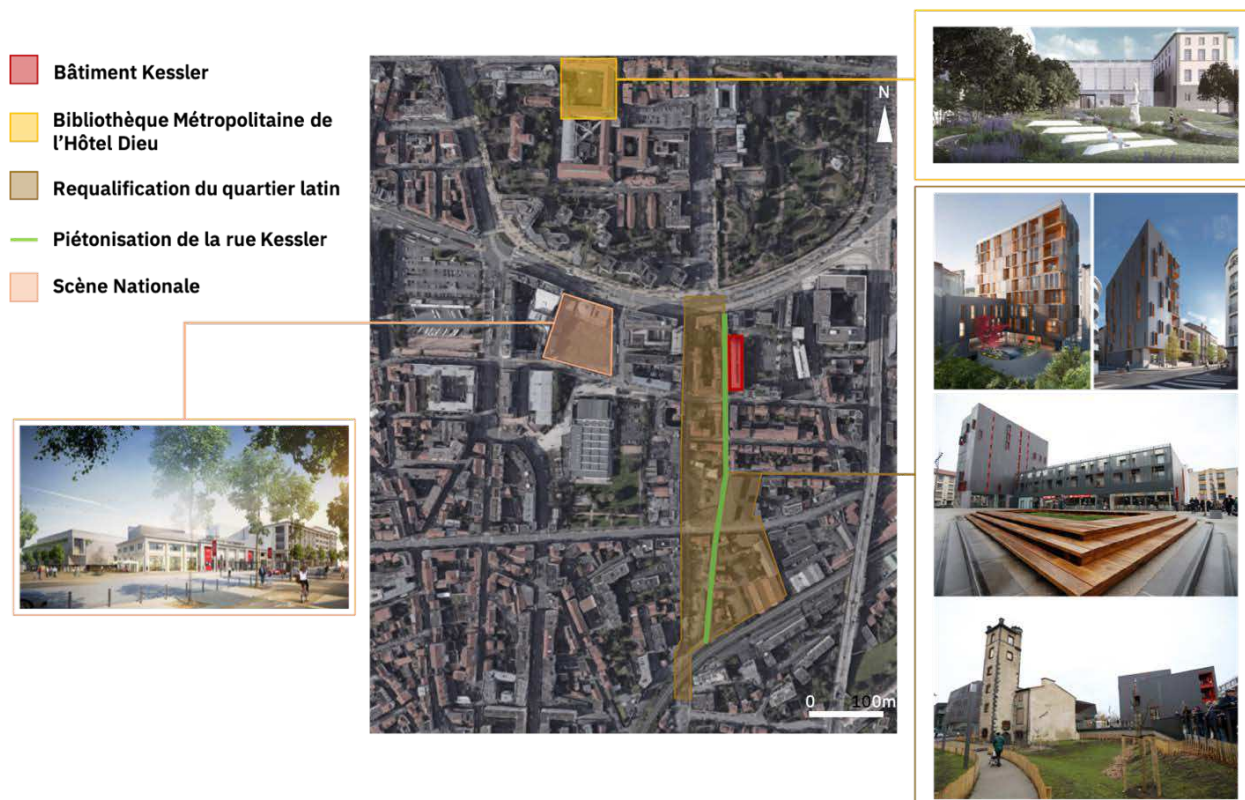 Bâtiment Kessler
Bibliothèque Métropolitaine de
l’Hôtel Dieu
Requalification du quartier latin
Piétonisation de la rue Kessler
Scène Nationale
N
0 100m